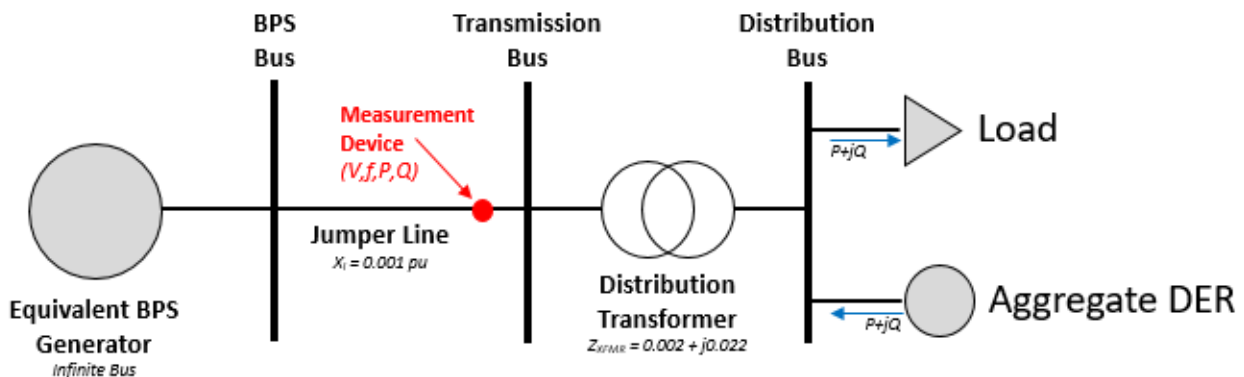 BPS
Bus
Transmission
Bus
Distribution
Bus
Measurement
Device
(V,f,P,Q)
P+jQ
Load
Jumper Line
Xₗ = 0.001 pu
Equivalent BPS
Generator
Infinite Bus
Distribution
Transformer
Z_XFMR = 0.002 + j0.022
P+jQ
Aggregate DER